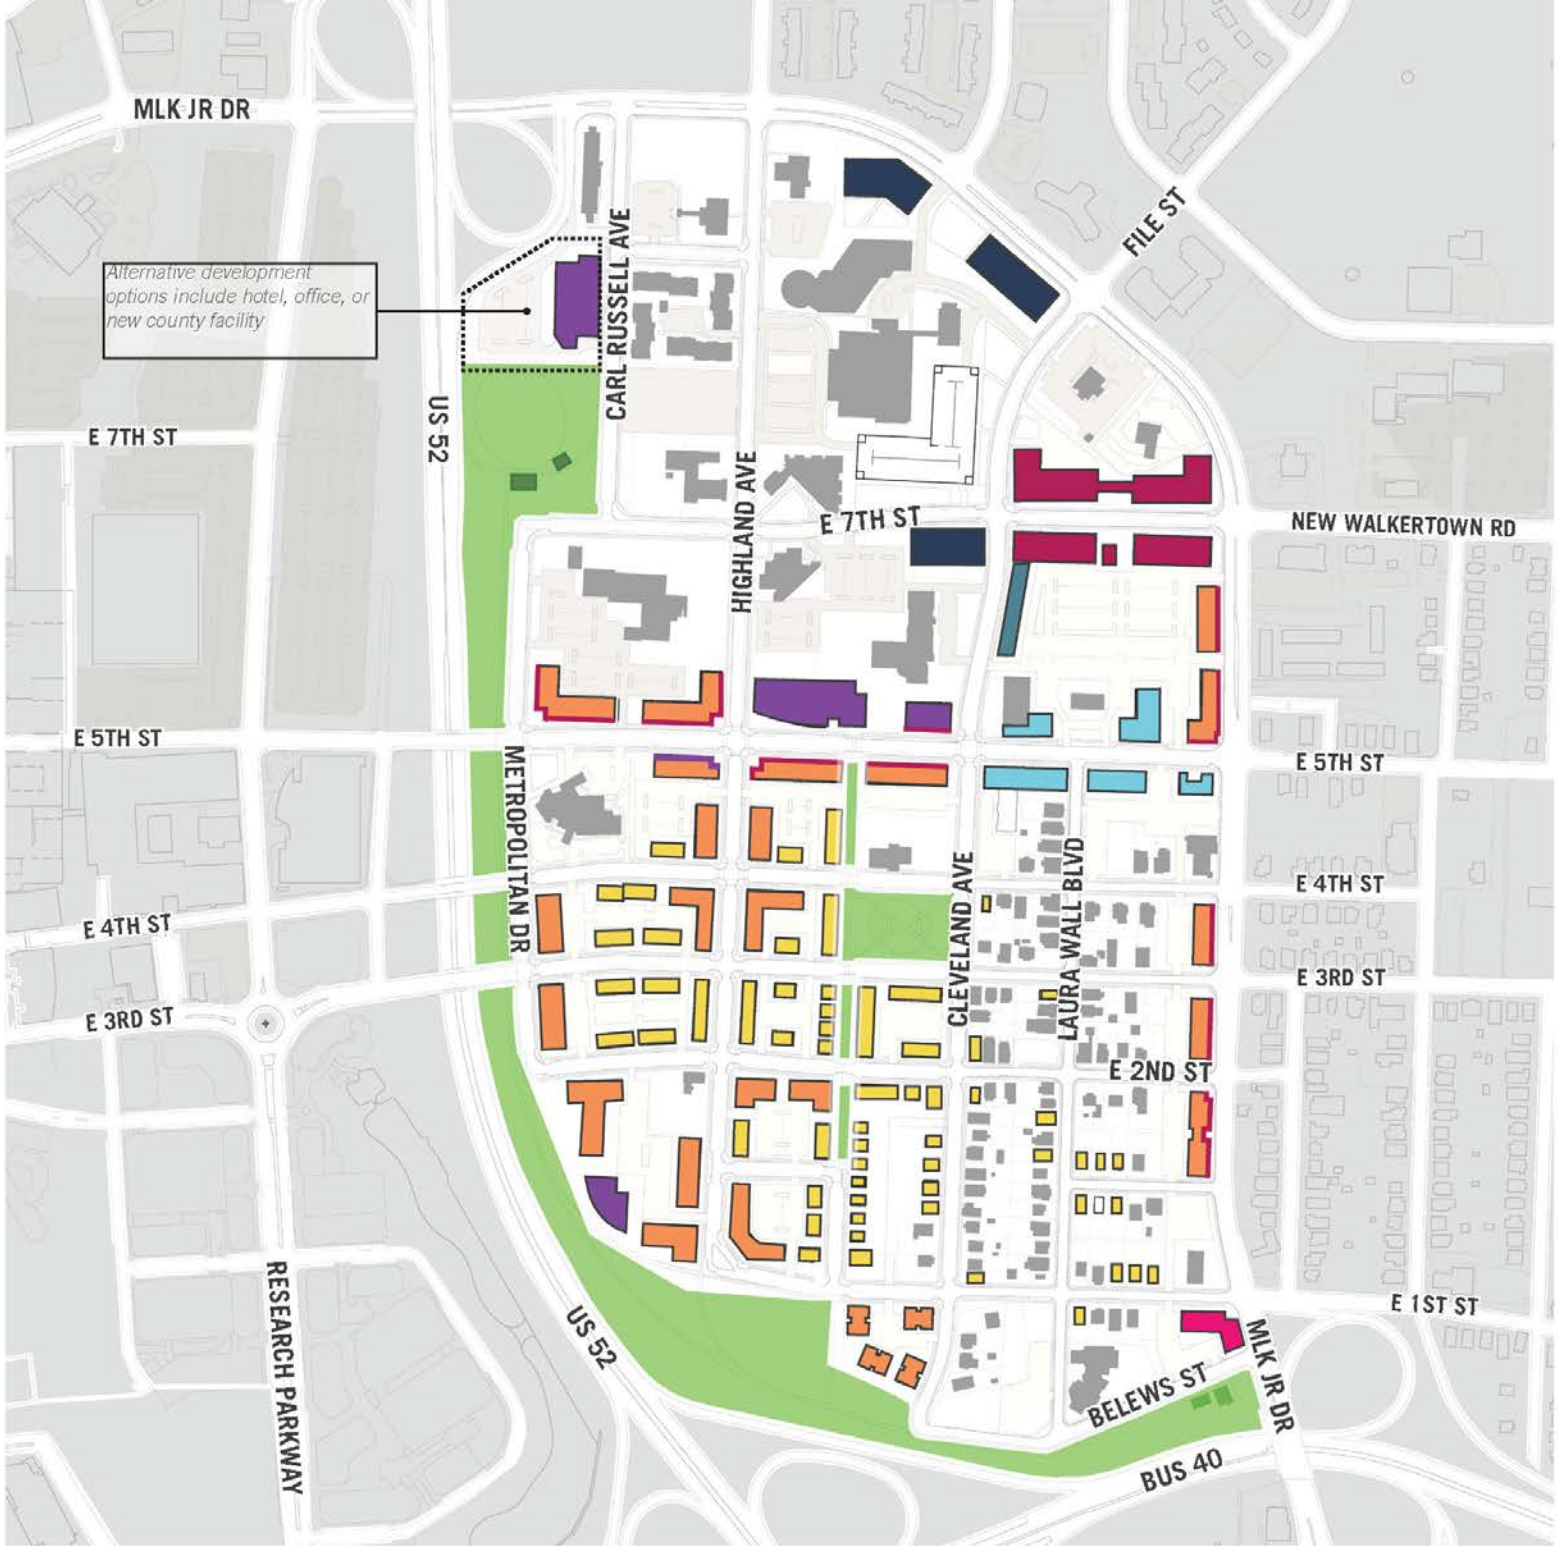 MLK JR DR
FILE ST
CARL RUSSELL AVE
Alternative development
options include hotel, office, or
new county facility
US 52
E 7TH ST
HIGHLAND AVE
E 7TH ST
NEW WALKERTOWN RD
E 5TH ST
METROPOLITAN DR
E 5TH ST
CLEVELAND AVE
LAURA WALL BLVD
E 4TH ST
E 4TH ST
E 3RD ST
E 3RD ST
E 2ND ST
RESEARCH PARKWAY
US 52
E 1ST ST
MLK JR DR
BELEWS ST
BUS 40